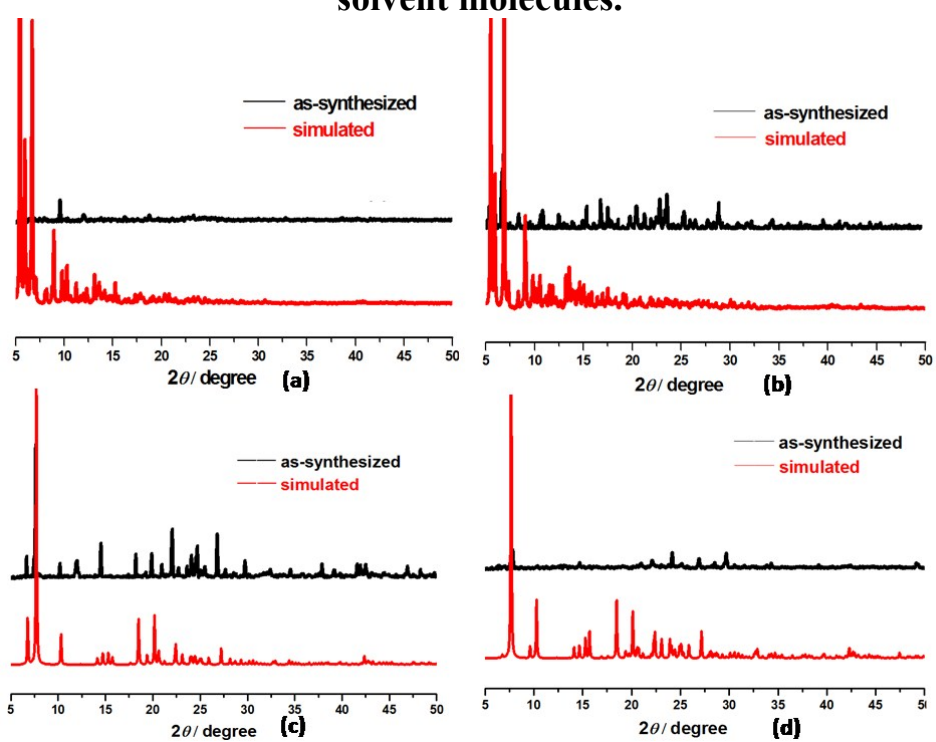 solvent molecules.
as-synthesized
simulated
5 10 15 20 25 30 35 40 45 50
2θ/ degree (a)
as-synthesized
simulated
5 10 15 20 25 30 35 40 45 50
2θ/ degree (b)
as-synthesized
simulated
5 10 15 20 25 30 35 40 45 50
2θ / degree (c)
as-synthesized
simulated
5 10 15 20 25 30 35 40 45 50
2θ / degree (d)